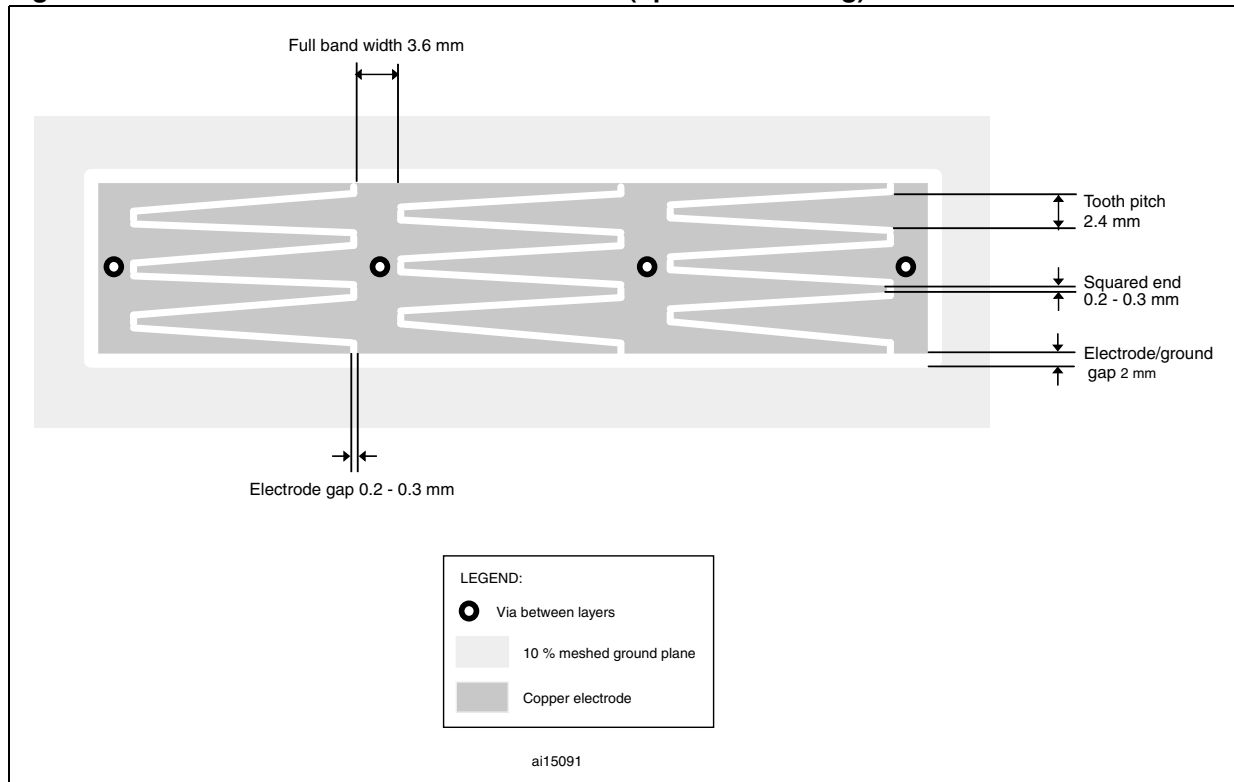 Full band width 3.6 mm
Tooth pitch
2.4 mm
Squared end
0.2 - 0.3 mm
Electrode/ground
gap 2 mm
Electrode gap 0.2 - 0.3 mm
LEGEND:
Via between layers
10 % meshed ground plane
Copper electrode
ai15091